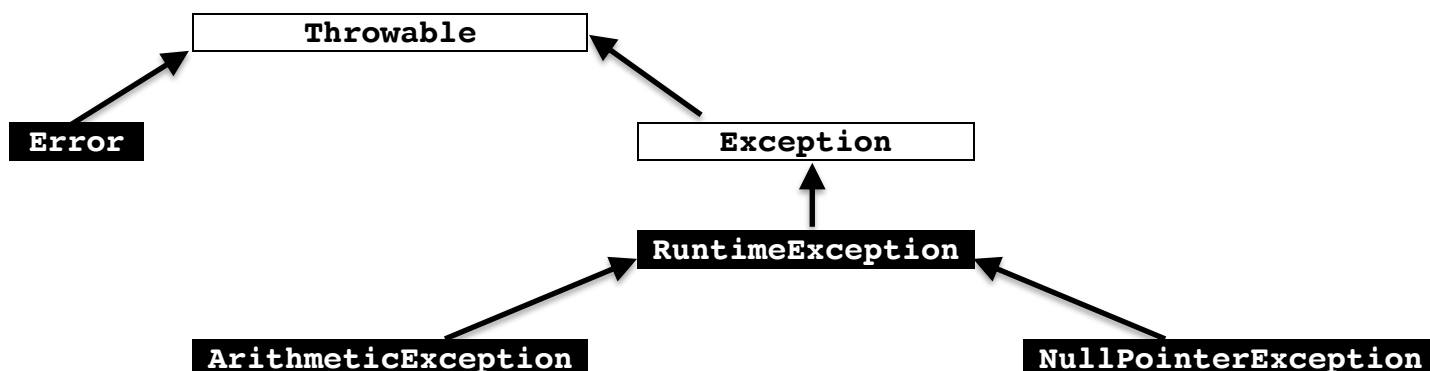 Throwable
Error
Exception
RuntimeException
ArithmeticException
NullPointerException